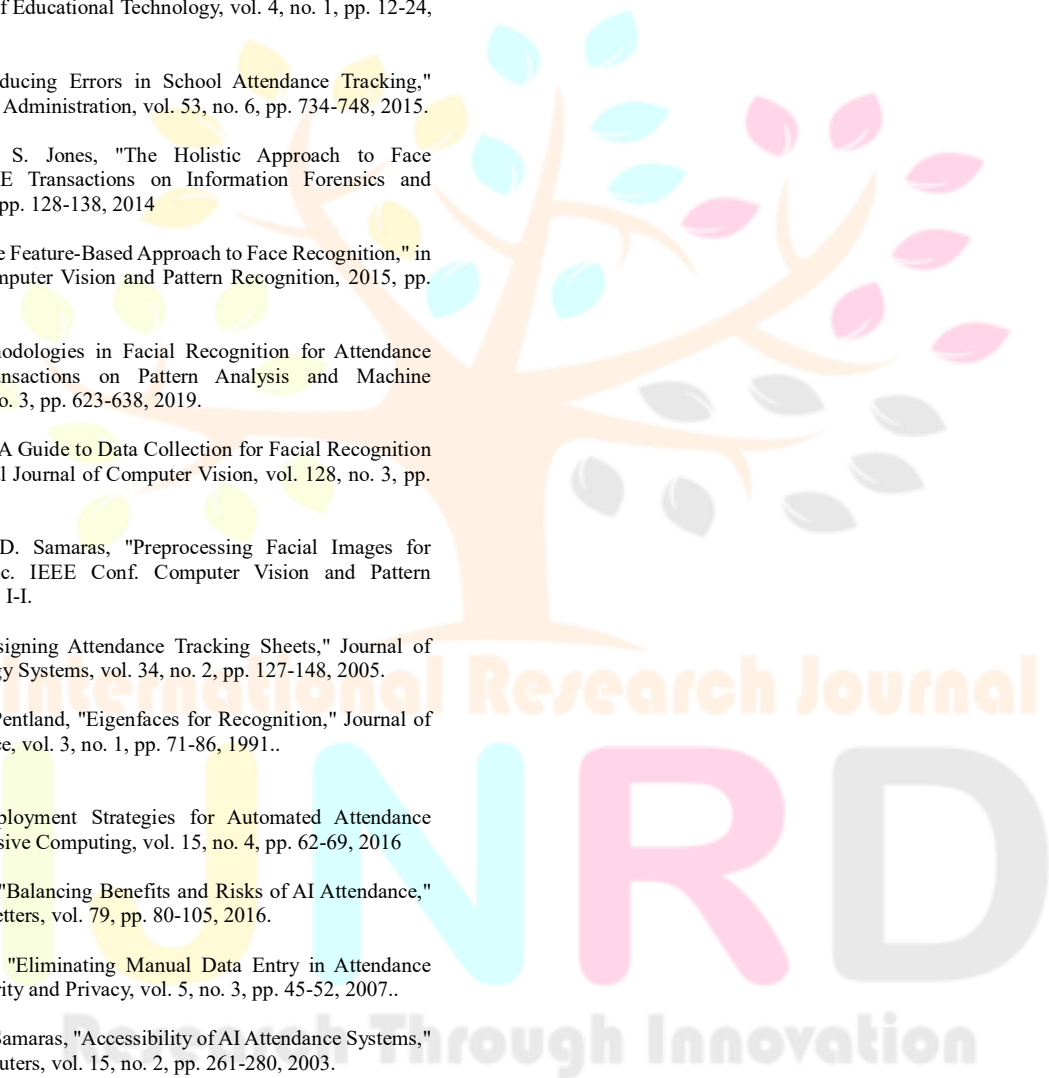 f Educational Technology, vol. 4, no. 1, pp. 12-24,
ducing Errors in School Attendance Tracking,"
Administration, vol. 53, no. 6, pp. 734-748, 2015.
S. Jones, "The Holistic Approach to Face
E Transactions on Information Forensics and
pp. 128-138, 2014
e Feature-Based Approach to Face Recognition," in
mputer Vision and Pattern Recognition, 2015, pp.
odologies in Facial Recognition for Attendance
nsactions on Pattern Analysis and Machine
o. 3, pp. 623-638, 2019.
A Guide to Data Collection for Facial Recognition
l Journal of Computer Vision, vol. 128, no. 3, pp.
D. Samaras, "Preprocessing Facial Images for
c. IEEE Conf. Computer Vision and Pattern
I-I.
signing Attendance Tracking Sheets," Journal of
gy Systems, vol. 34, no. 2, pp. 127-148, 2005.
International Research Journal
Pentland, "Eigenfaces for Recognition," Journal of
ce, vol. 3, no. 1, pp. 71-86, 1991..
IJNRD
ployment Strategies for Automated Attendance
sive Computing, vol. 15, no. 4, pp. 62-69, 2016
"Balancing Benefits and Risks of AI Attendance,"
etters, vol. 79, pp. 80-105, 2016.
"Eliminating Manual Data Entry in Attendance
rity and Privacy, vol. 5, no. 3, pp. 45-52, 2007..
Samaras, "Accessibility of AI Attendance Systems,"
uters, vol. 15, no. 2, pp. 261-280, 2003.
Research Through Innovation